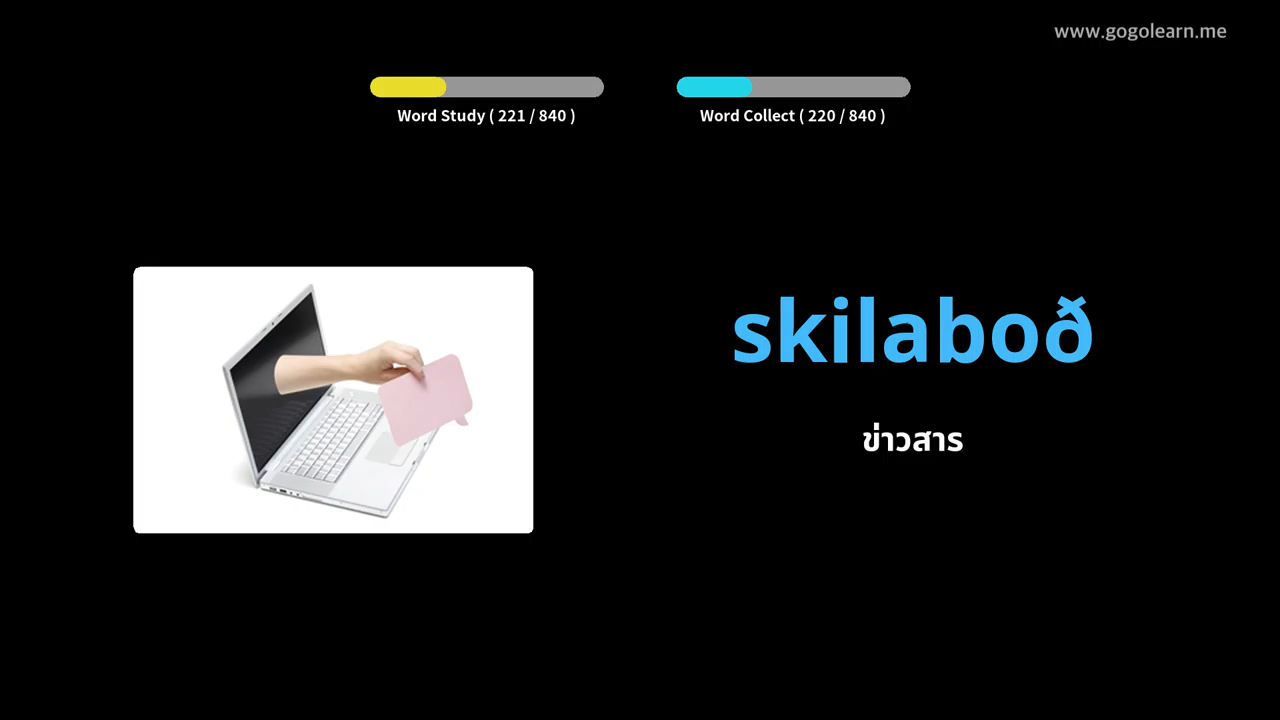 www.gogolearn.me
Word Study ( 221 / 840 )
Word Collect ( 220 / 840 )
skilaboð
ข่าวสาร